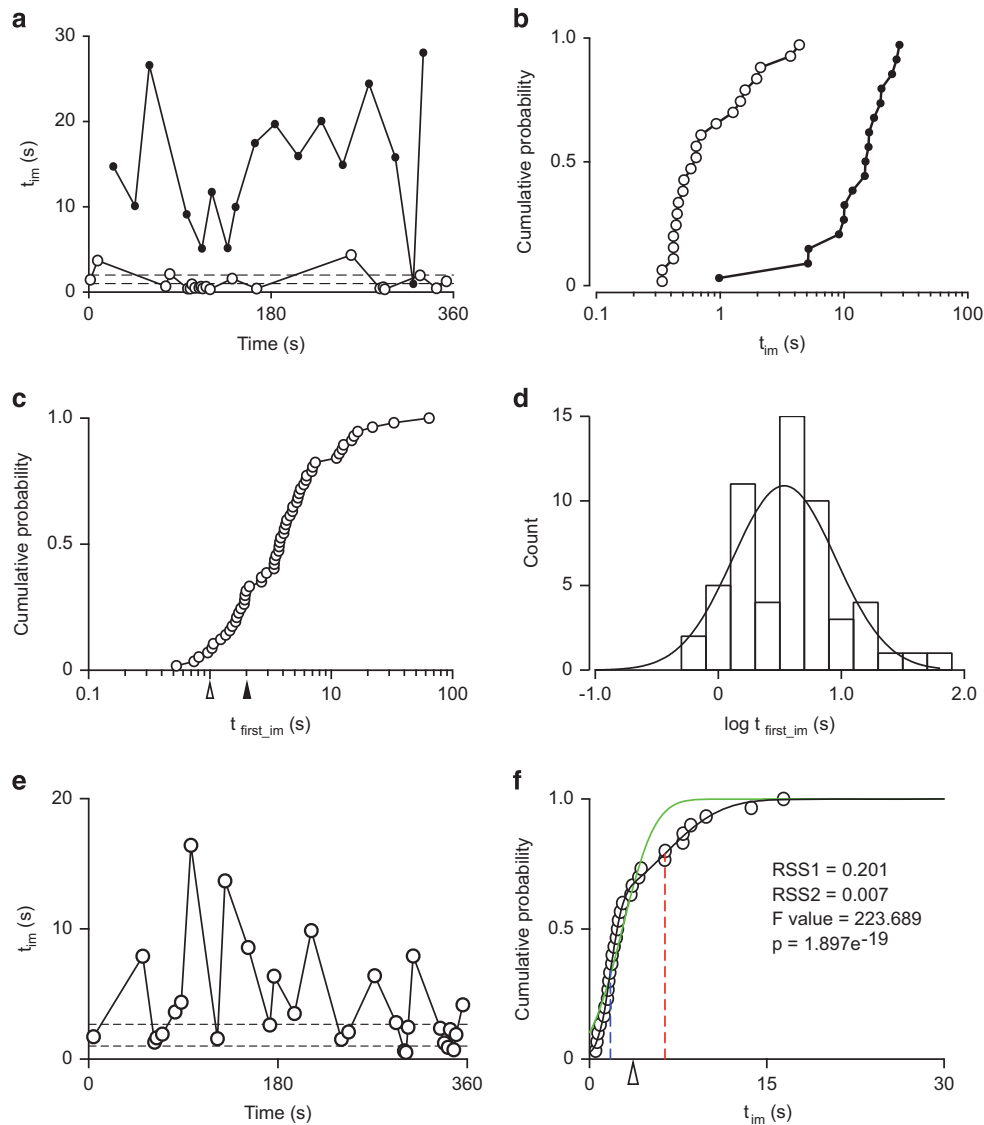 a
30
20
10
0
t_im (s)
0 180 360
Time (s)
b
1.0
0.5
0
Cumulative probability
0.1 1 10 100
t_im (s)
c
1.0
0.5
0
Cumulative probability
0.1 1 10 100
t first_im (s)
d
15
10
5
0
Count
-1.0 0 1.0 2.0
log t first_im (s)
e
20
10
0
t_im (s)
0 180 360
Time (s)
f
1.0
0.5
0
Cumulative probability
RSS1 = 0.201
RSS2 = 0.007
F value = 223.689
p = 1.897e-19
0 15 30
t_im (s)